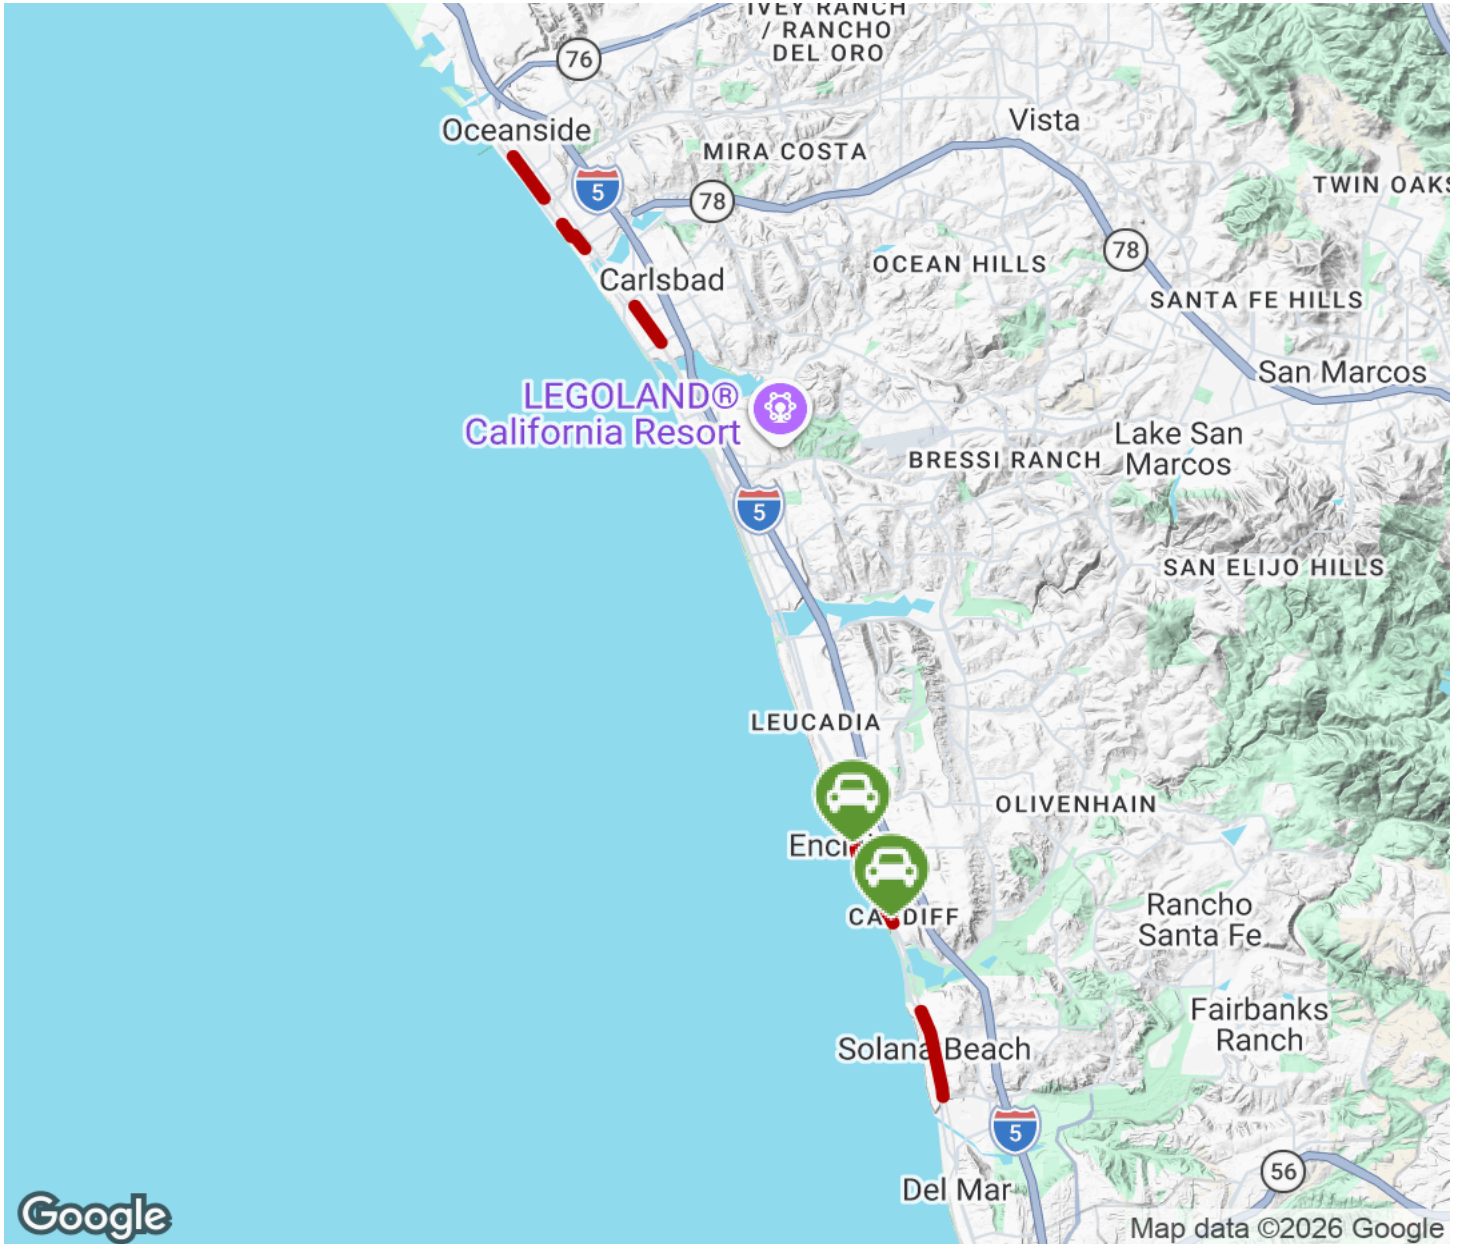 IVEY RANCH
/ RANCHO
DEL ORO
76
Oceanside
Vista
MIRA COSTA
5
78
TWIN OAKS
78
OCEAN HILLS
Carlsbad
SANTA FE HILLS
San Marcos
LEGOLAND®
California Resort
Lake San
Marcos
BRESSI RANCH
5
SAN ELIJO HILLS
LEUCADIA
OLIVENHAIN
Rancho
Santa Fe
CARDIFF
Fairbanks
Ranch
Solana Beach
5
56
Del Mar
Google
Map data ©2026 Google